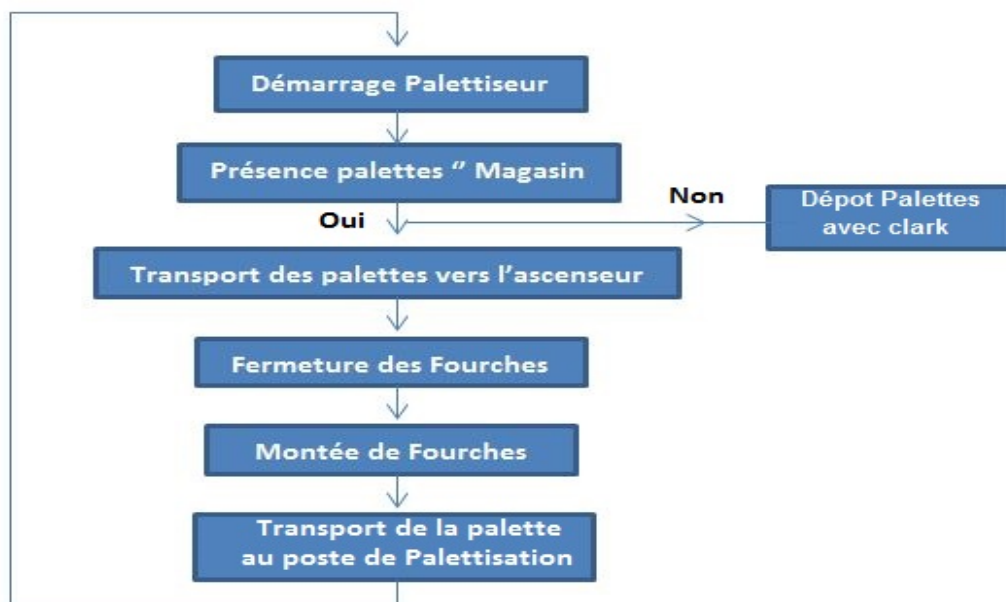 Démarrage Palettiseur
Présence palettes “ Magasin
Oui
Non
Dépot Palettes
avec clark
Transport des palettes vers l’ascenseur
Fermeture des Fourches
Montée de Fourches
Transport de la palette
au poste de Palettisation